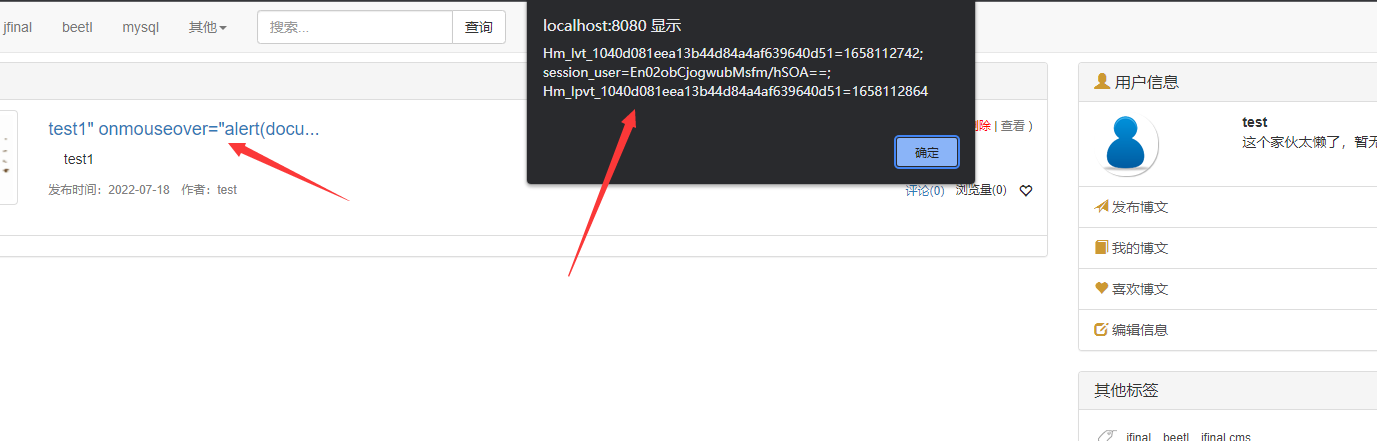 jfinal beetl mysql 其他 搜索... 查询
localhost:8080 显示
Hm_lvt_1040d081eea13b44d84a4af639640d51=1658112742;
session_user=En02obCjogwubMsfm/hSOA==;
Hm_lpvt_1040d081eea13b44d84a4af639640d51=1658112864
确定
test1" onmouseover="alert(docu...
删除 | 查看 )
test1
发布时间：2022-07-18 作者：test
评论(0) 浏览量(0)
用户信息
test
这个家伙太懒了，暂无
发布博文
我的博文
喜欢博文
编辑信息
其他标签
jfinal beetl jfinal cms